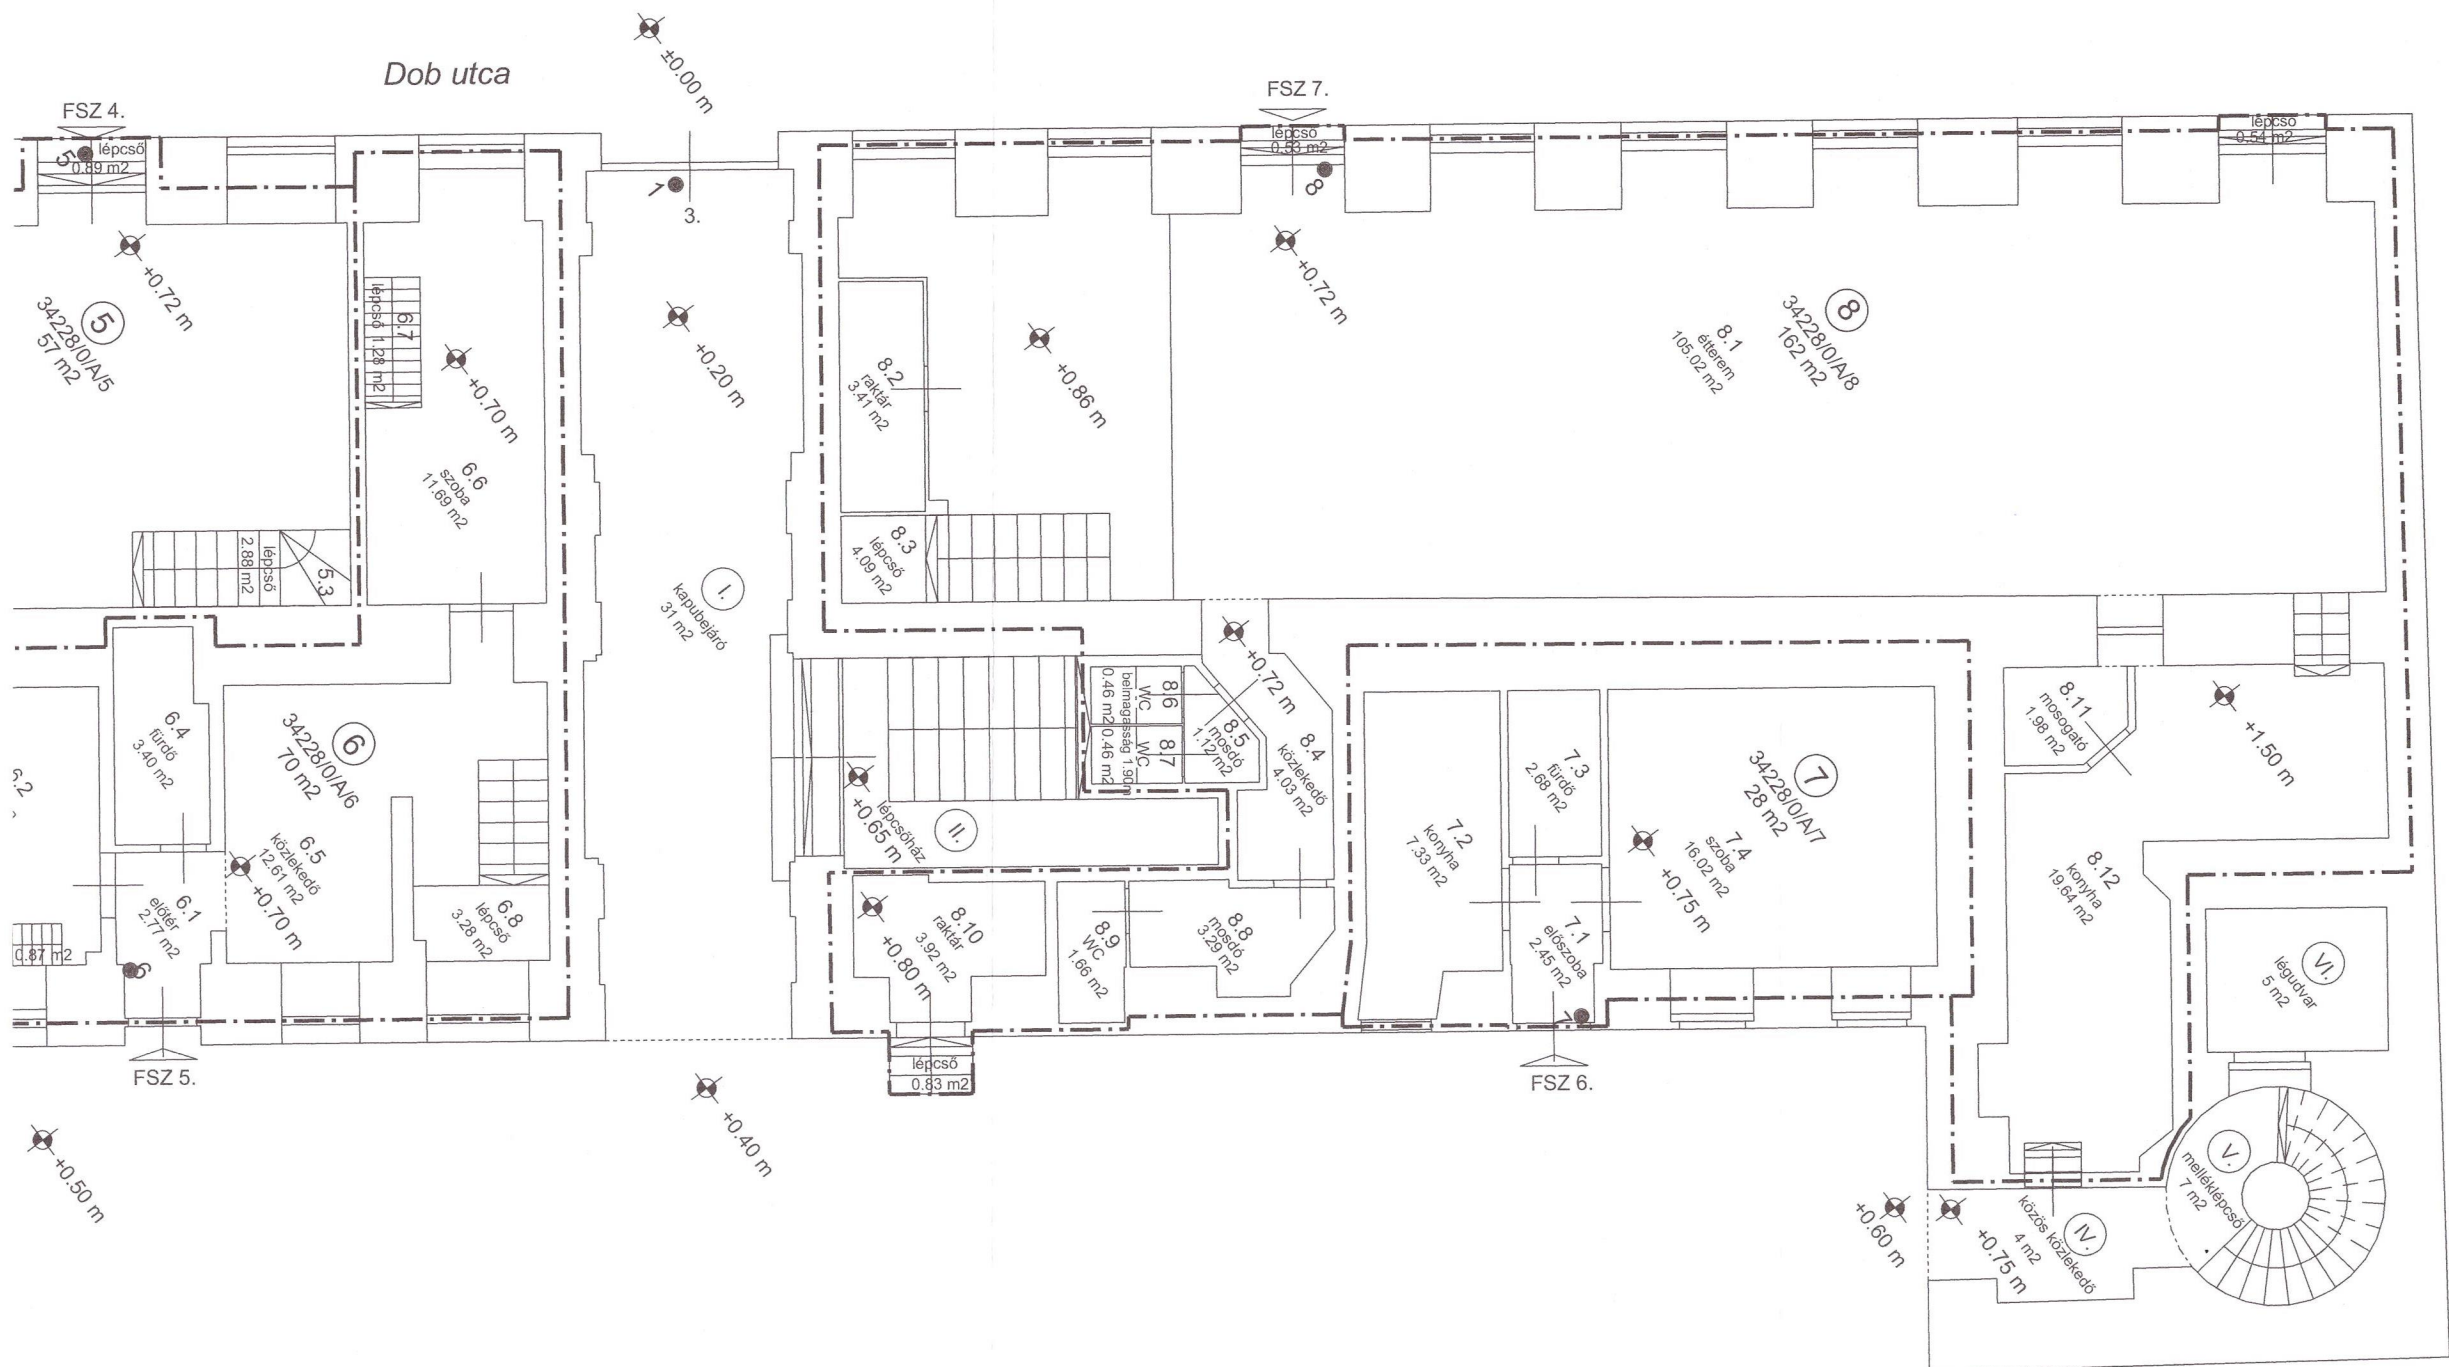 Dob utca
±0.00 m
FSZ 4.
FSZ 7.
lépcső
0.89 m2
5
1
3.
lépcső
0.53 m2
8
lépcső
0.54 m2
+0.72 m
5
34228/0/A/5
57 m2
6.7
lépcső 1.28 m2
+0.70 m
6.6
szoba
11.69 m2
5.3
lépcső
2.88 m2
+0.20 m
I.
kapubejáró
31 m2
8.2
raktár
3.41 m2
+0.86 m
8.3
lépcső
4.09 m2
+0.72 m
8.1
étterem
105.02 m2
8
34228/0/A/8
162 m2
6.2
6.4
fürdő
3.40 m2
6
34228/0/A/6
70 m2
6.5
közlekedő
12.61 m2
+0.70 m
6.1
előtér
2.77 m2
6.8
lépcső
3.28 m2
0.87 m2
6
FSZ 5.
+0.50 m
+0.65 m
lépcsőház
II.
8.6
WC
0.46 m2
belmagasság 1.90m
8.7
WC
0.46 m2
8.5
mosdó
1.12 m2
+0.72 m
8.4
közlekedő
4.03 m2
8.10
raktár
3.92 m2
+0.80 m
8.9
WC
1.66 m2
8.8
mosdó
3.29 m2
lépcső
0.83 m2
+0.40 m
7.2
konyha
7.33 m2
7.3
fürdő
2.68 m2
7
34228/0/A/7
28 m2
7.4
szoba
16.02 m2
+0.75 m
7.1
előszoba
2.45 m2
7
FSZ 6.
8.11
mosogató
1.98 m2
+1.50 m
8.12
konyha
19.64 m2
VI.
légudvar
5 m2
V.
melléklépcső
7 m2
+0.60 m
+0.75 m
IV.
közös közlekedő
4 m2